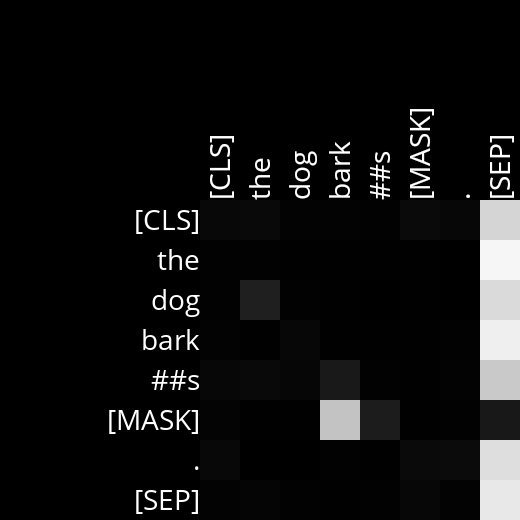 [CLS]
the
dog
bark
##s
[MASK]
.
[SEP]
[CLS]
the
dog
bark
##s
[MASK]
.
[SEP]